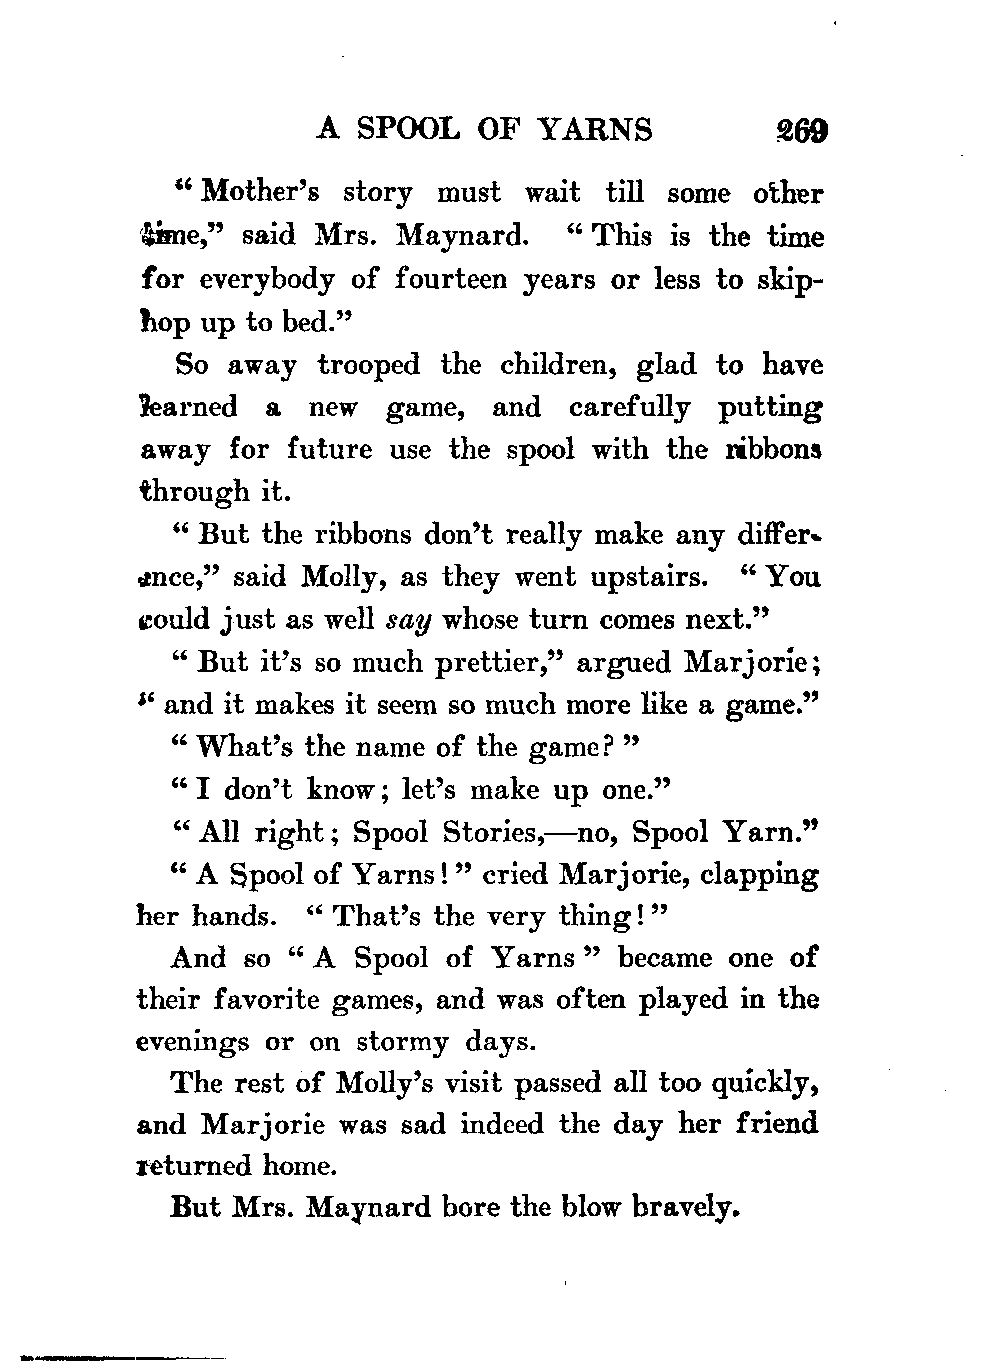 A SPOOL OF YARNS 269
“ Mother’s story must wait till some other
time,” said Mrs. Maynard. “ This is the time
for everybody of fourteen years or less to skip-
hop up to bed.”
So away trooped the children, glad to have
learned a new game, and carefully putting
away for future use the spool with the ribbons
through it.
“ But the ribbons don’t really make any differ-
ence,” said Molly, as they went upstairs. “ You
could just as well say whose turn comes next.”
“ But it’s so much prettier,” argued Marjorie;
“ and it makes it seem so much more like a game.”
“ What’s the name of the game? ”
“ I don’t know; let’s make up one.”
“ All right; Spool Stories,—no, Spool Yarn.”
“ A Spool of Yarns! ” cried Marjorie, clapping
her hands. “ That’s the very thing! ”
And so “ A Spool of Yarns ” became one of
their favorite games, and was often played in the
evenings or on stormy days.
The rest of Molly’s visit passed all too quickly,
and Marjorie was sad indeed the day her friend
returned home.
But Mrs. Maynard bore the blow bravely.